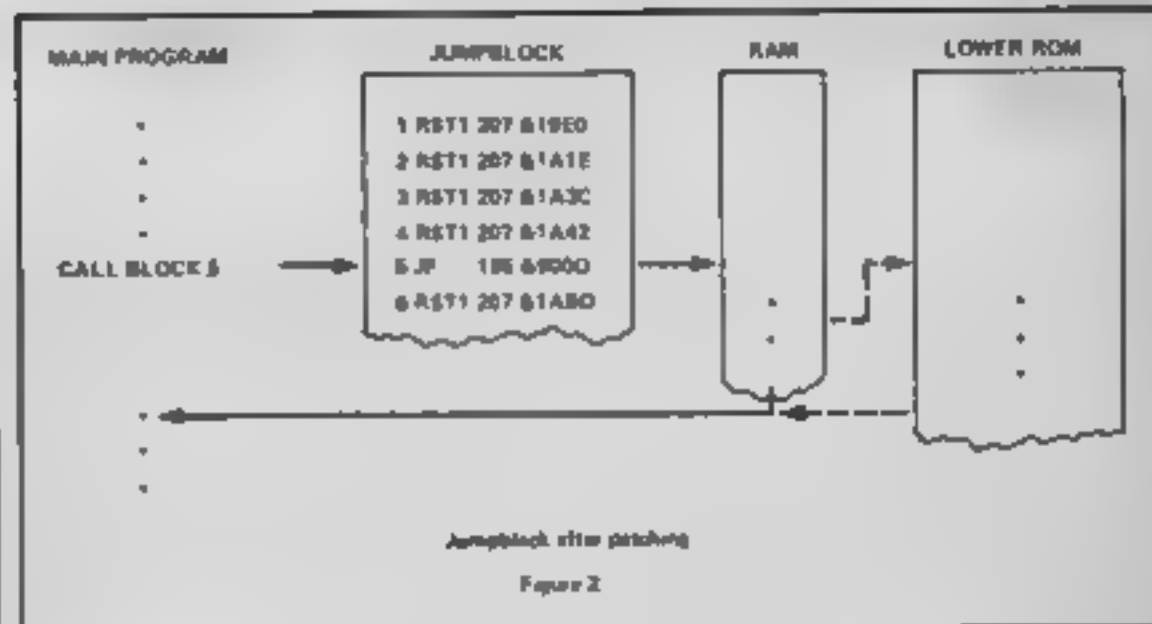 MAIN PROGRAM
JUMPBLOCK
RAM
LOWER ROM
1 RST1 207 &19E0
2 RST1 207 &1A1E
3 RST1 207 &1A3C
4 RST1 207 &1A42
CALL BLOCK 5
5 JP 195 &9000
6 RST1 207
Jumpblock after patching
Figure 2